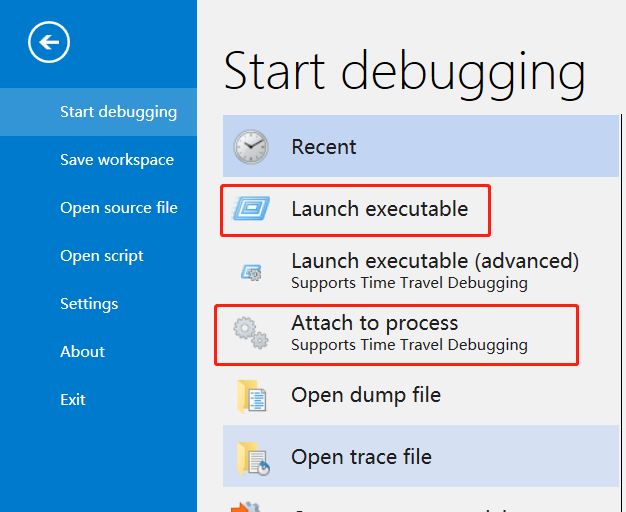 Start debugging
Start debugging
Save workspace
Open source file
Open script
Settings
About
Exit
Recent
Launch executable
Launch executable (advanced)
Supports Time Travel Debugging
Attach to process
Supports Time Travel Debugging
Open dump file
Open trace file